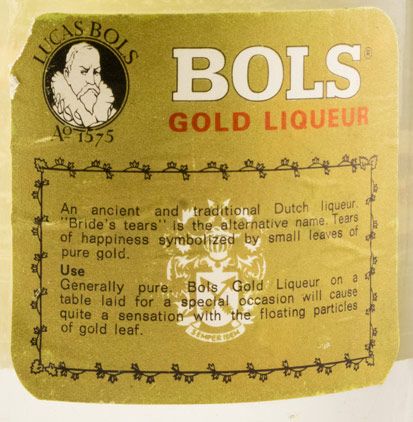 LUCAS BOLS
Aº 1575
BOLS®
GOLD LIQUEUR
An ancient and traditional Dutch liqueur.
"Bride's tears" is the alternative name. Tears
of happiness symbolized by small leaves of
pure gold.
Use
Generally pure. Bols Gold Liqueur on a
table laid for a special occasion will cause
quite a sensation with the floating particles
of gold leaf.
SEMPER IDEM